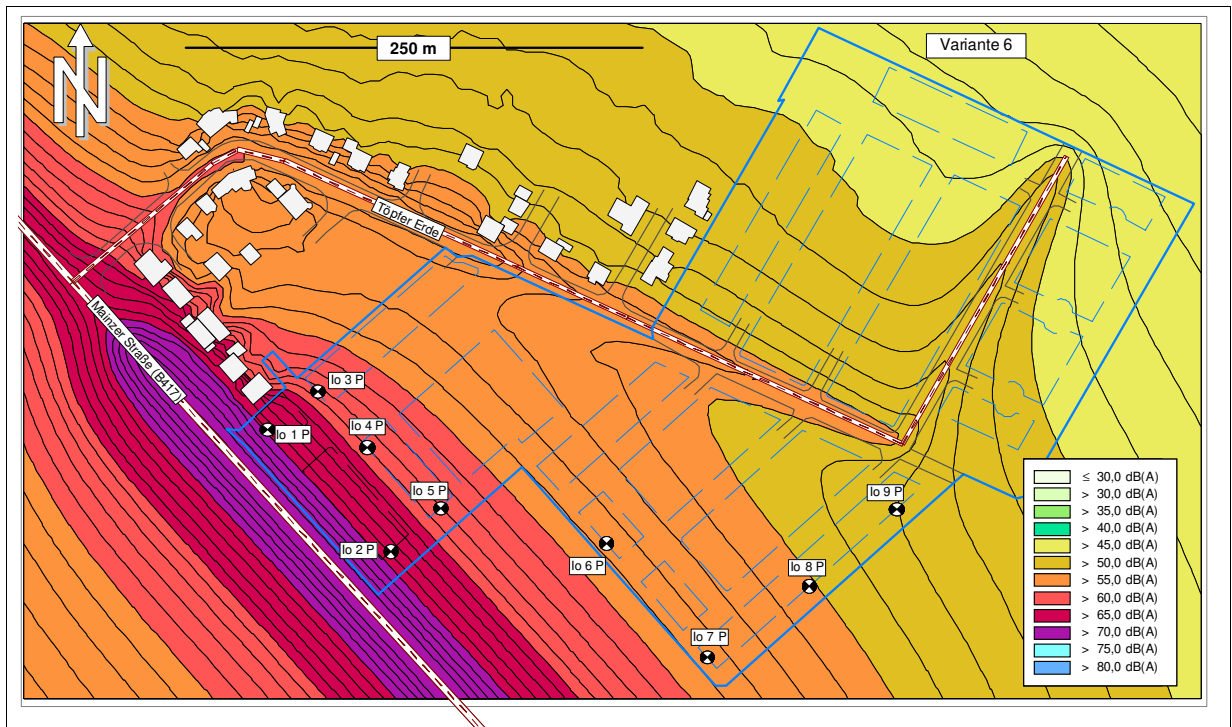 N
250 m
Variante 6
Töpfer Erde
Mainzer Straße (B417)
Io 3 P
Io 1 P
Io 4 P
Io 5 P
Io 2 P
Io 6 P
Io 7 P
Io 8 P
Io 9 P
≤ 30,0 dB(A)
> 30,0 dB(A)
> 35,0 dB(A)
> 40,0 dB(A)
> 45,0 dB(A)
> 50,0 dB(A)
> 55,0 dB(A)
> 60,0 dB(A)
> 65,0 dB(A)
> 70,0 dB(A)
> 75,0 dB(A)
> 80,0 dB(A)